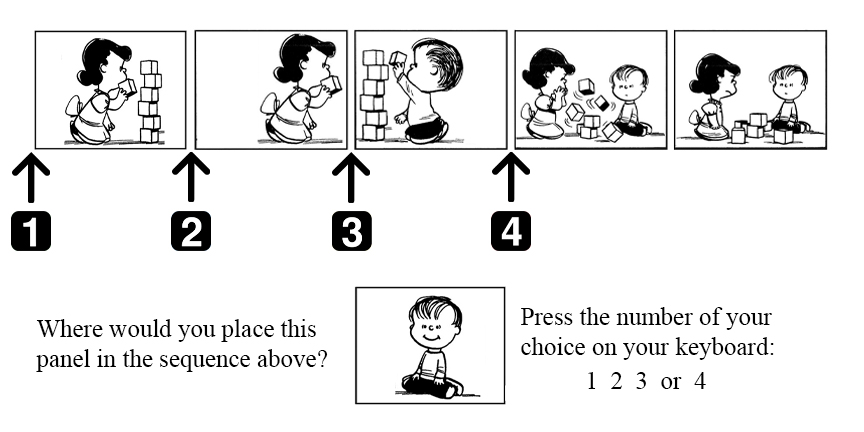 1
2
3
4
Where would you place this
panel in the sequence above?
Press the number of your
choice on your keyboard:
1 2 3 or 4